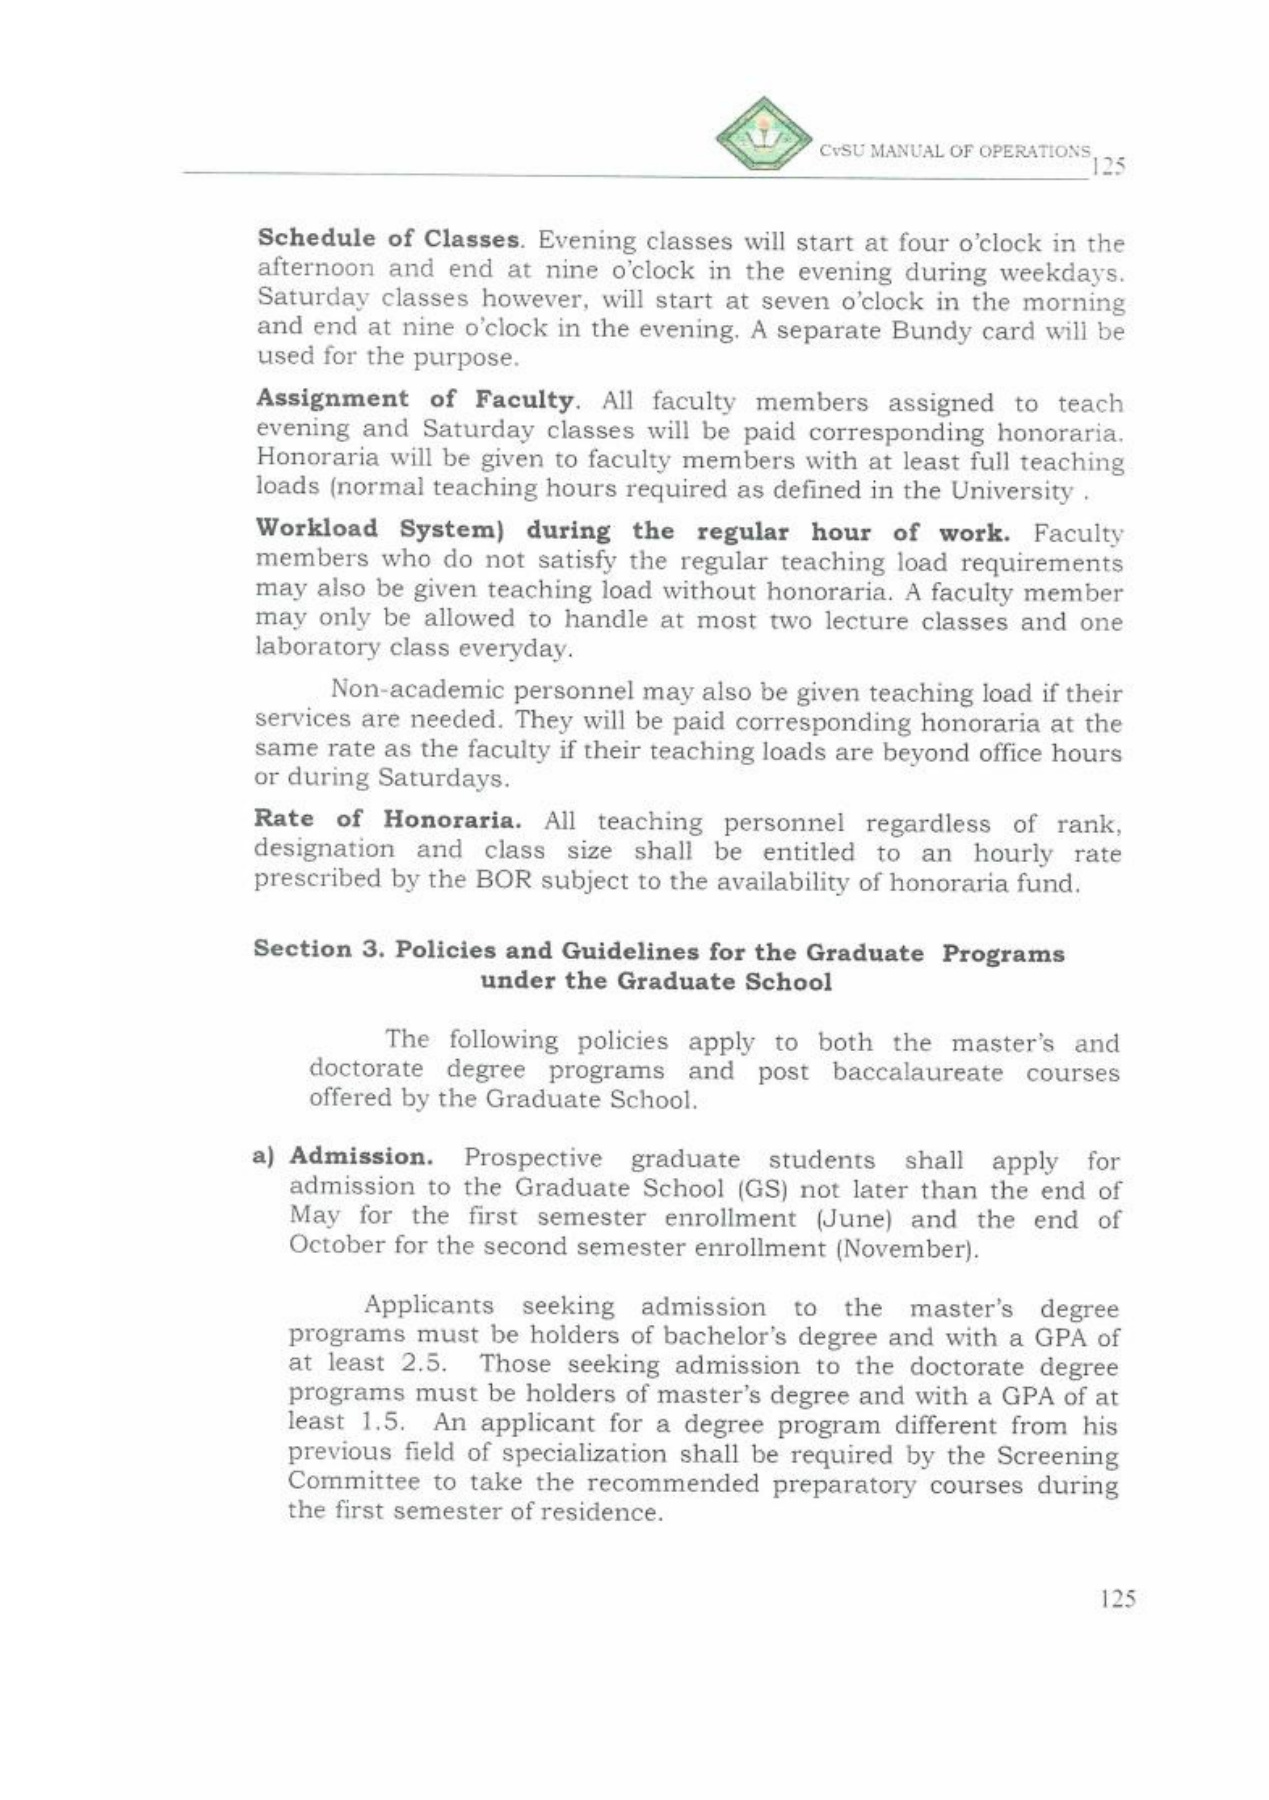 CvSU MANUAL OF OPERATIONS
125
Schedule of Classes. Evening classes will start at four o'clock in the
afternoon and end at nine o'clock in the evening during weekdays.
Saturday classes however, will start at seven o'clock in the morning
and end at nine o'clock in the evening. A separate Bundy card will be
used for the purpose.
Assignment of Faculty. All faculty members assigned to teach
evening and Saturday classes will be paid corresponding honoraria.
Honoraria will be given to faculty members with at least full teaching
loads (normal teaching hours required as defined in the University .
Workload System) during the regular hour of work. Faculty
members who do not satisfy the regular teaching load requirements
may also be given teaching load without honoraria. A faculty member
may only be allowed to handle at most two lecture classes and one
laboratory class everyday.
Non-academic personnel may also be given teaching load if their
services are needed. They will be paid corresponding honoraria at the
same rate as the faculty if their teaching loads are beyond office hours
or during Saturdays.
Rate of Honoraria. All teaching personnel regardless of rank,
designation and class size shall be entitled to an hourly rate
prescribed by the BOR subject to the availability of honoraria fund.
Section 3. Policies and Guidelines for the Graduate Programs
under the Graduate School
The following policies apply to both the master's and
doctorate degree programs and post baccalaureate courses
offered by the Graduate School.
a) Admission. Prospective graduate students shall apply for
admission to the Graduate School (GS) not later than the end of
May for the first semester enrollment (June) and the end of
October for the second semester enrollment (November).
Applicants seeking admission to the master's degree
programs must be holders of bachelor's degree and with a GPA of
at least 2.5. Those seeking admission to the doctorate degree
programs must be holders of master's degree and with a GPA of at
least 1.5. An applicant for a degree program different from his
previous field of specialization shall be required by the Screening
Committee to take the recommended preparatory courses during
the first semester of residence.
125